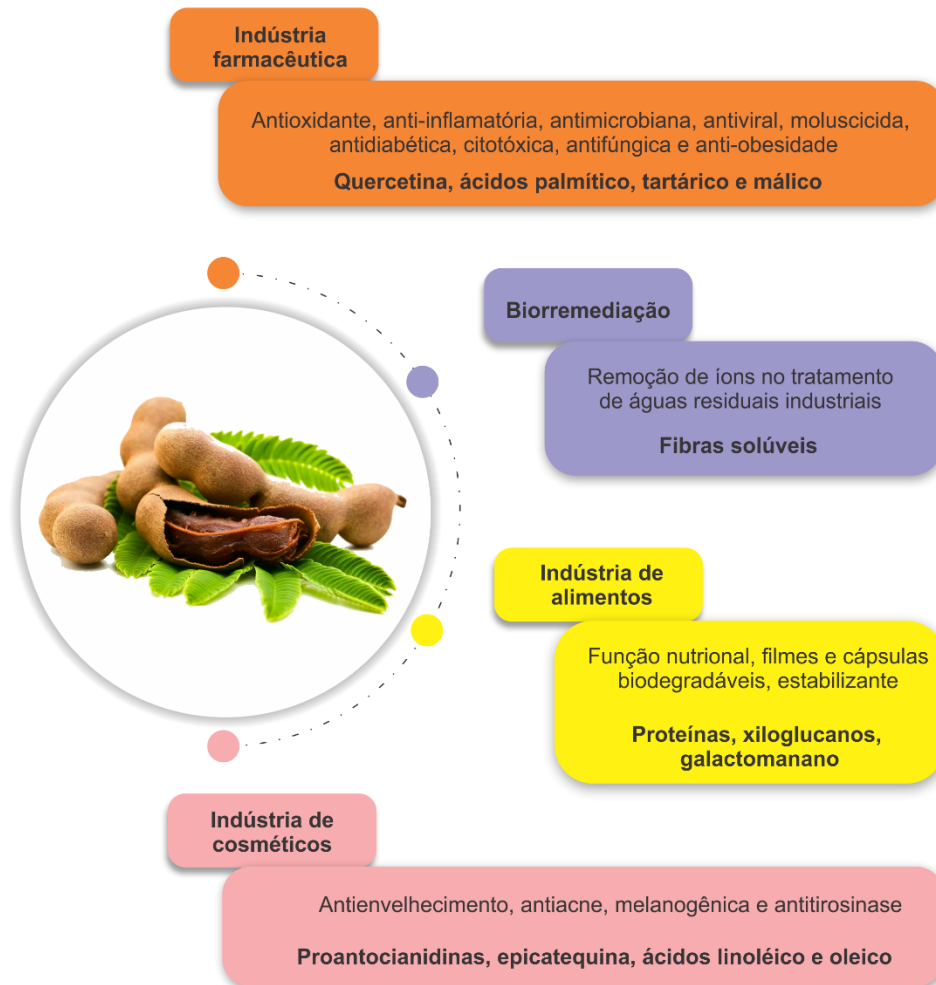 Indústria
farmacêutica
Antioxidante, anti-inflamatória, antimicrobiana, antiviral, moluscicida,
antidiabética, citotóxica, antifúngica e anti-obesidade
Quercetina, ácidos palmítico, tartárico e málico
Biorremediação
Remoção de íons no tratamento
de águas residuais industriais
Fibras solúveis
Indústria de
alimentos
Função nutrional, filmes e cápsulas
biodegradáveis, estabilizante
Proteínas, xiloglucanos,
galactomanano
Indústria de
cosméticos
Antienvelhecimento, antiacne, melanogênica e antitirosinase
Proantocianidinas, epicatequina, ácidos linoléico e oleico